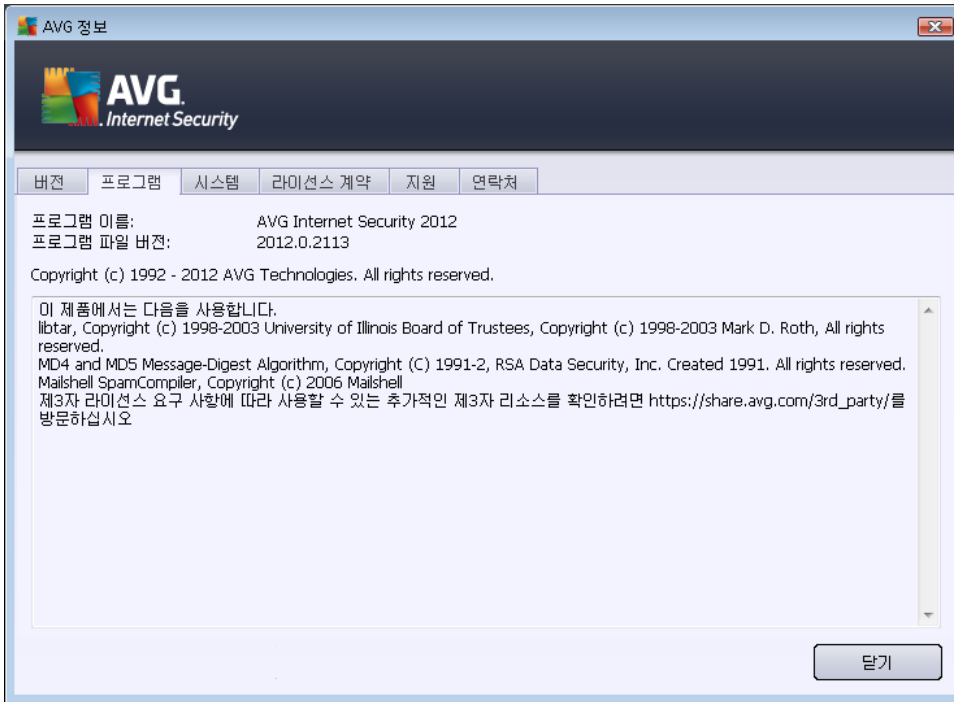 AVG 정보
AVG.
Internet Security
버전 프로그램 시스템 라이선스 계약 지원 연락처
프로그램 이름: AVG Internet Security 2012
프로그램 파일 버전: 2012.0.2113
Copyright (c) 1992 - 2012 AVG Technologies. All rights reserved.
이 제품에서는 다음을 사용합니다.
libtar, Copyright (c) 1998-2003 University of Illinois Board of Trustees, Copyright (c) 1998-2003 Mark D. Roth, All rights
reserved.
MD4 and MD5 Message-Digest Algorithm, Copyright (C) 1991-2, RSA Data Security, Inc. Created 1991. All rights reserved.
Mailshell SpamCompiler, Copyright (c) 2006 Mailshell
제3자 라이선스 요구 사항에 따라 사용할 수 있는 추가적인 제3자 리소스를 확인하려면 https://share.avg.com/3rd_party/를
방문하십시오
닫기